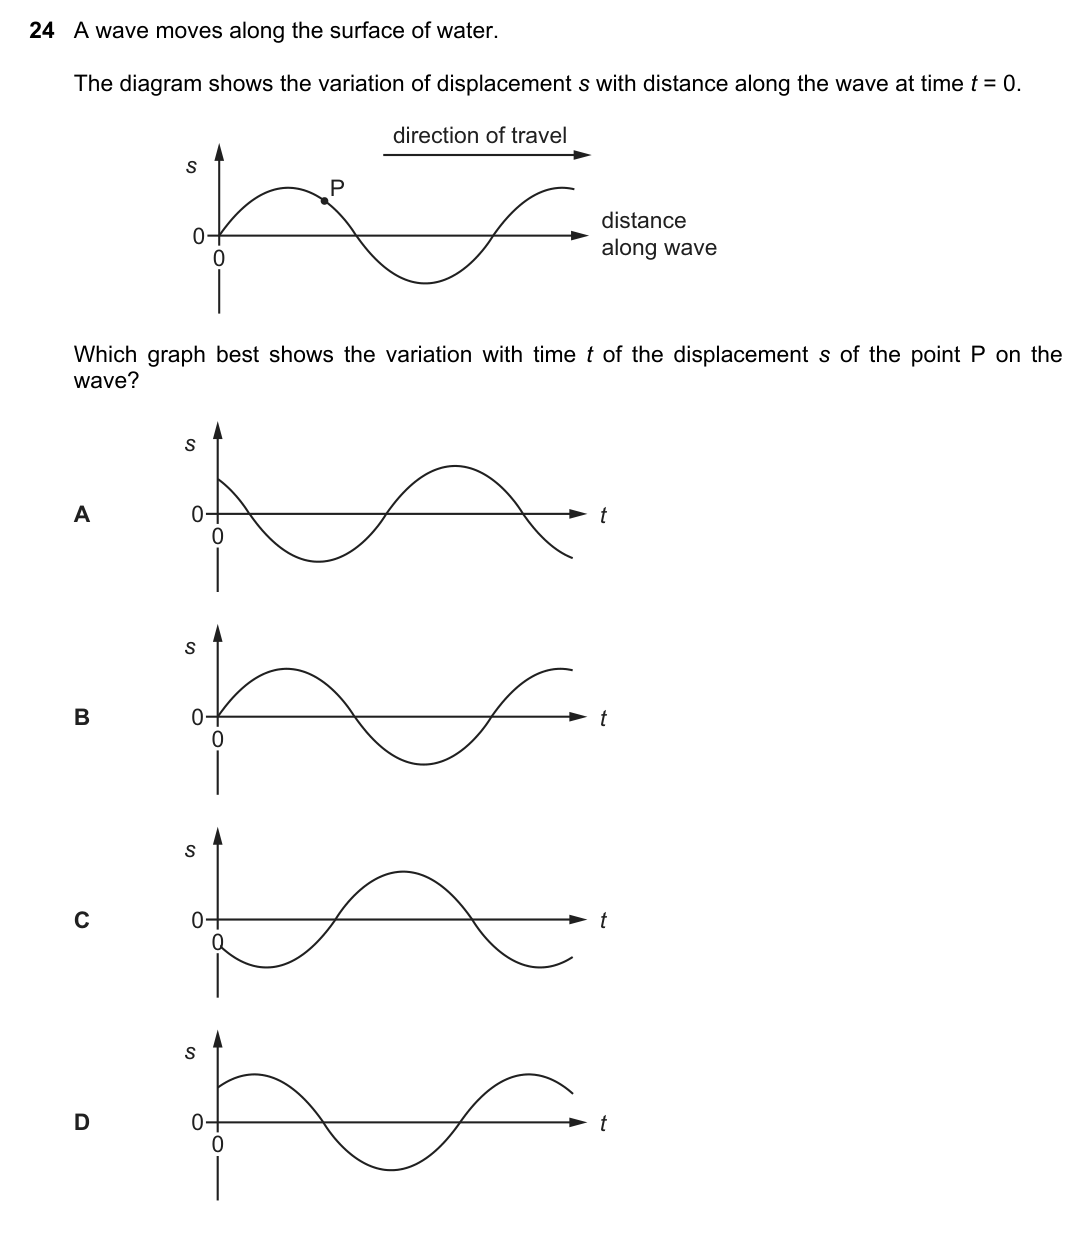 24 A wave moves along the surface of water.
The diagram shows the variation of displacement s with distance along the wave at time t = 0.
direction of travel
s
P
0
0
distance
along wave
Which graph best shows the variation with time t of the displacement s of the point P on the
wave?
s
A
0
0
t
s
B
0
0
t
s
C
0
0
t
s
D
0
0
t